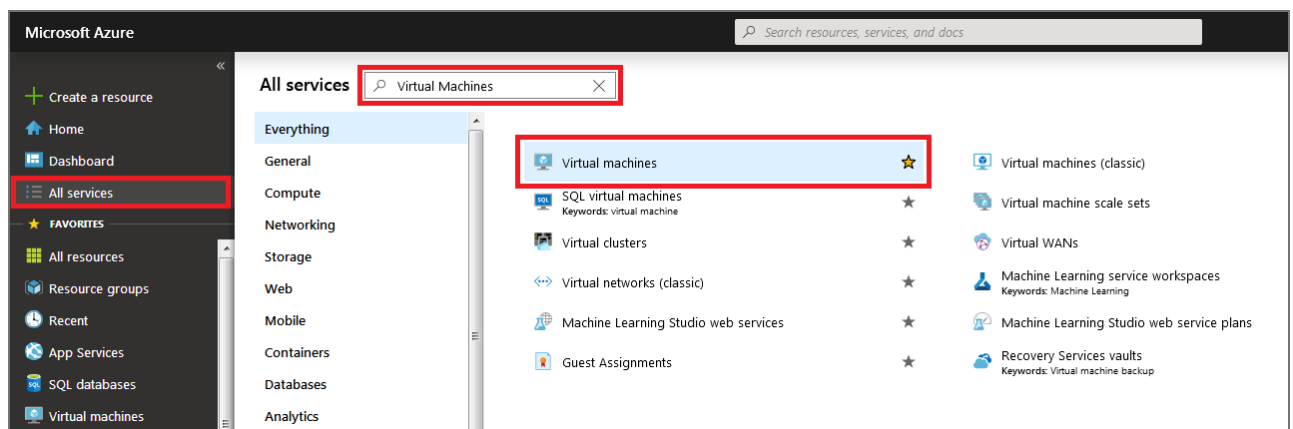 Microsoft Azure
Search resources, services, and docs
«
Create a resource
Home
Dashboard
All services
FAVORITES
All resources
Resource groups
Recent
App Services
SQL databases
Virtual machines
All services
Virtual Machines
Everything
General
Compute
Networking
Storage
Web
Mobile
Containers
Databases
Analytics
Virtual machines
SQL virtual machines
Keywords: virtual machine
Virtual clusters
Virtual networks (classic)
Machine Learning Studio web services
Guest Assignments
Virtual machines (classic)
Virtual machine scale sets
Virtual WANs
Machine Learning service workspaces
Keywords: Machine Learning
Machine Learning Studio web service plans
Recovery Services vaults
Keywords: Virtual machine backup